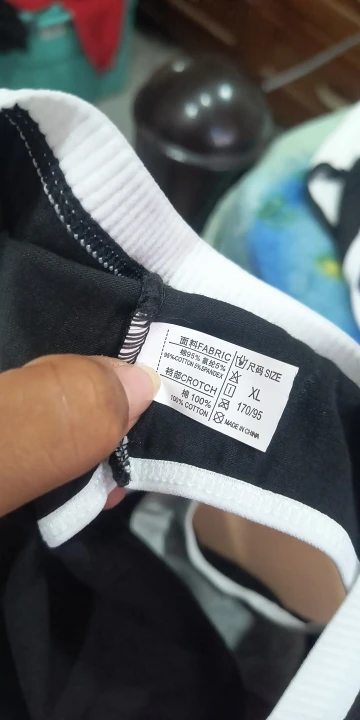 面料FABRIC
棉95% 氨纶5%
95%COTTON 5%SPANDEX
裆部CROTCH
棉 100%
100% COTTON
尺码 SIZE
XL
170/95
MADE IN CHINA